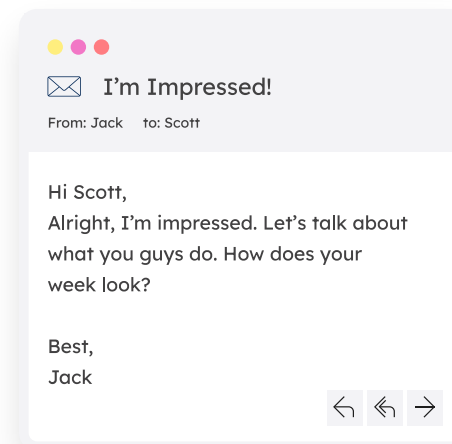 I’m Impressed!
From: Jack to: Scott
Hi Scott,
Alright, I’m impressed. Let’s talk about
what you guys do. How does your
week look?
Best,
Jack